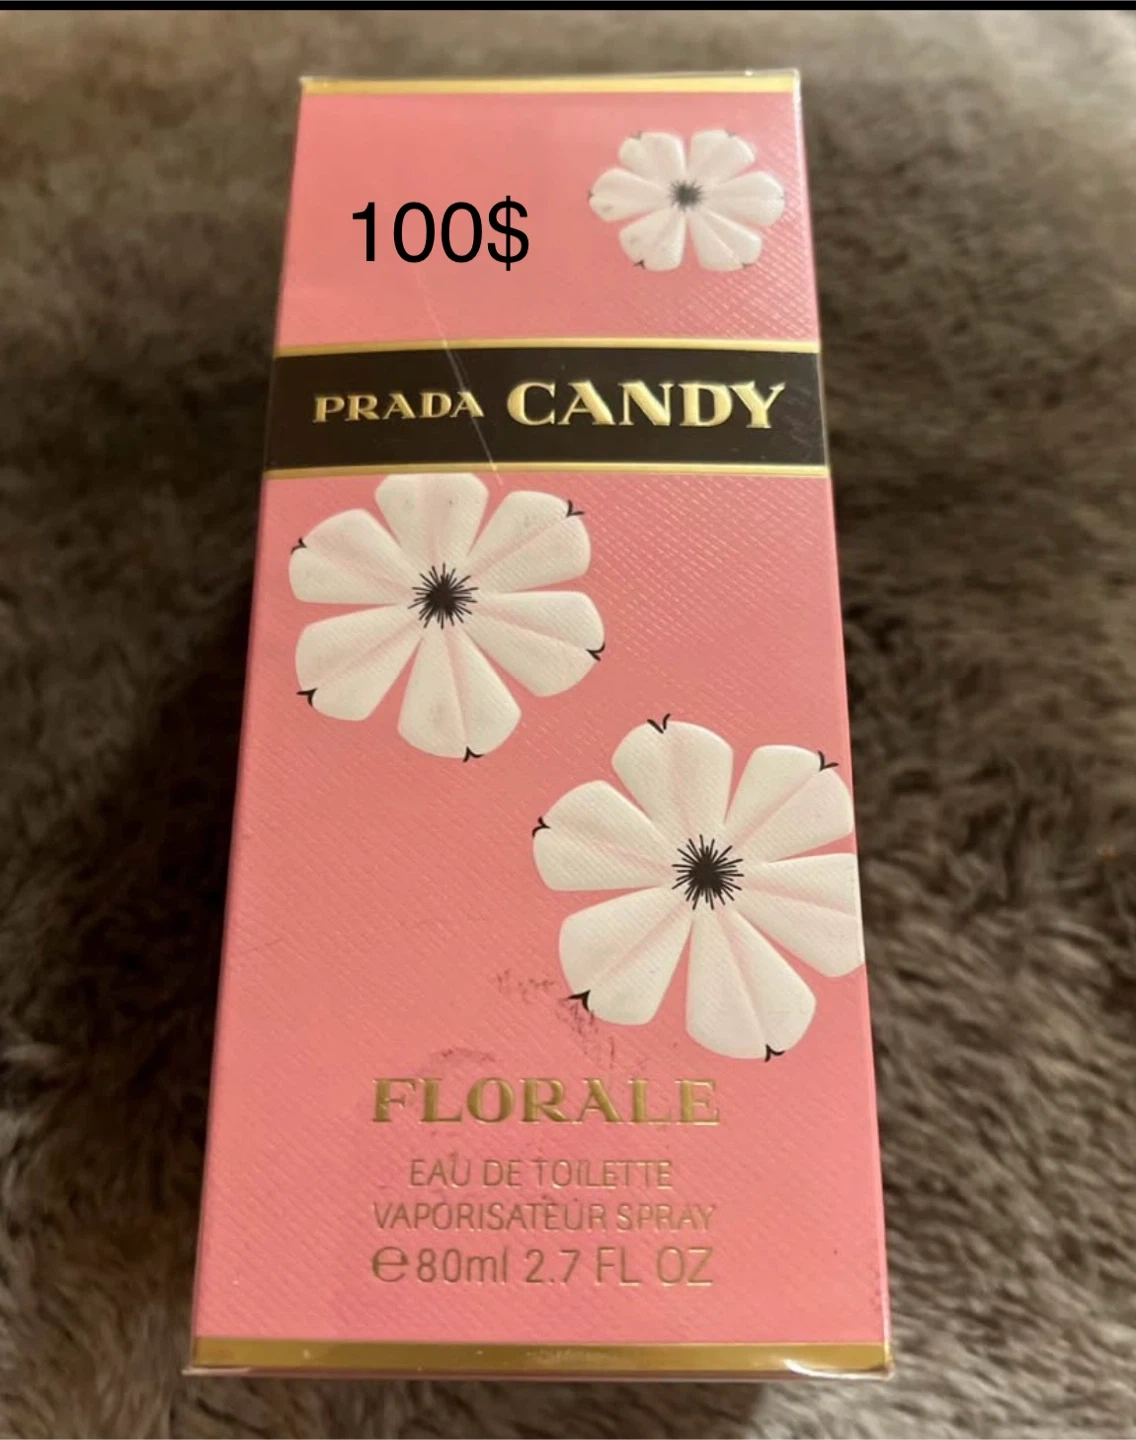 100$
PRADA CANDY
FLORALE
EAU DE TOILETTE
VAPORISATEUR SPRAY
℮80ml 2.7 FL OZ